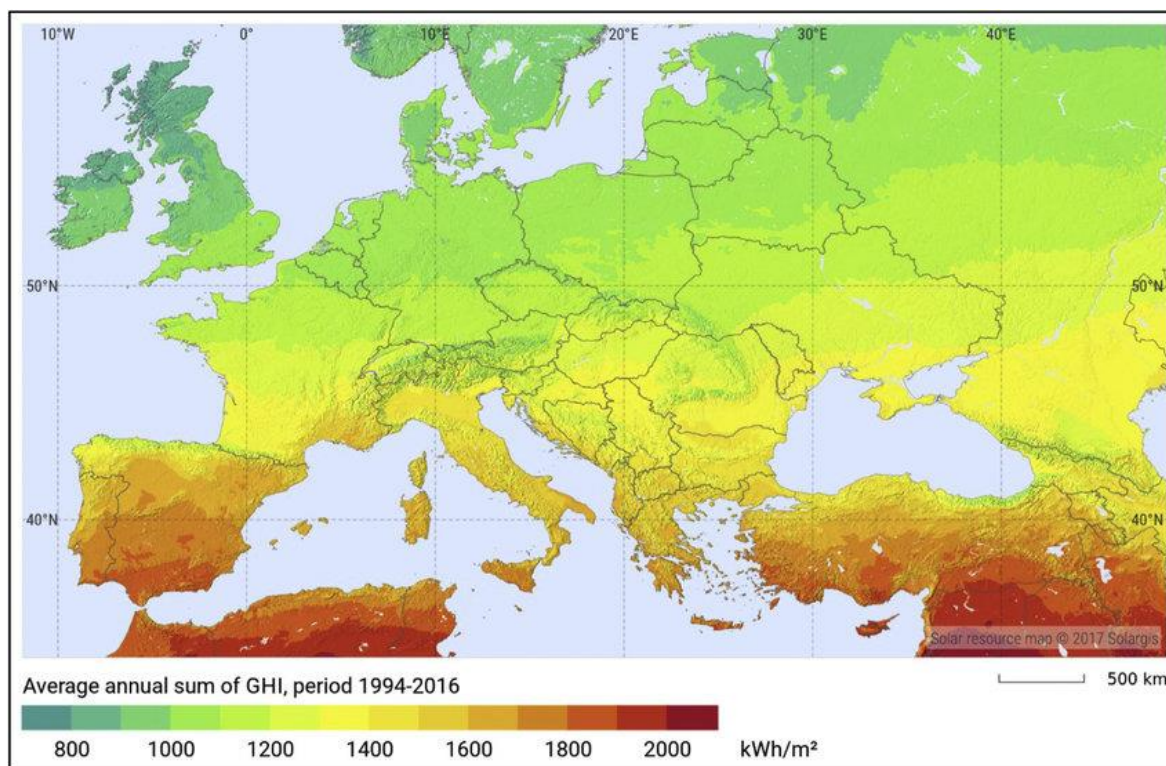 10°W 0° 10°E 20°E 30°E 40°E
50°N 50°N
40°N 40°N
Solar resource map © 2017 Solargis
Average annual sum of GHI, period 1994-2016
500 km
800 1000 1200 1400 1600 1800 2000 kWh/m²